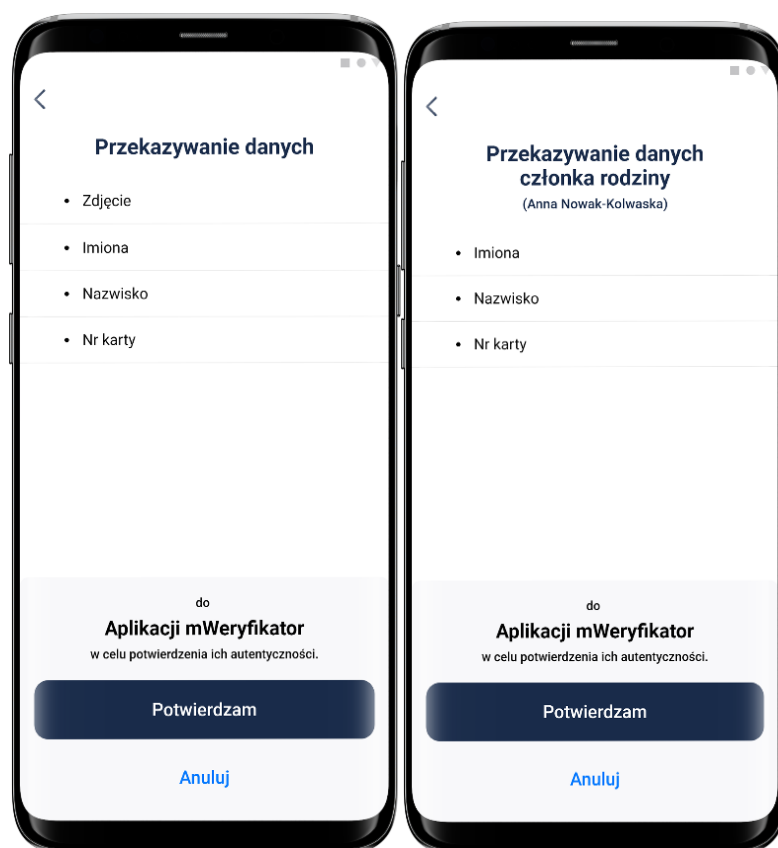 Przekazywanie danych
• Zdjęcie
• Imiona
• Nazwisko
• Nr karty
do
Aplikacji mWeryfikator
w celu potwierdzenia ich autentyczności.
Potwierdzam
Anuluj
Przekazywanie danych
członka rodziny
(Anna Nowak-Kolwaska)
• Imiona
• Nazwisko
• Nr karty
do
Aplikacji mWeryfikator
w celu potwierdzenia ich autentyczności.
Potwierdzam
Anuluj